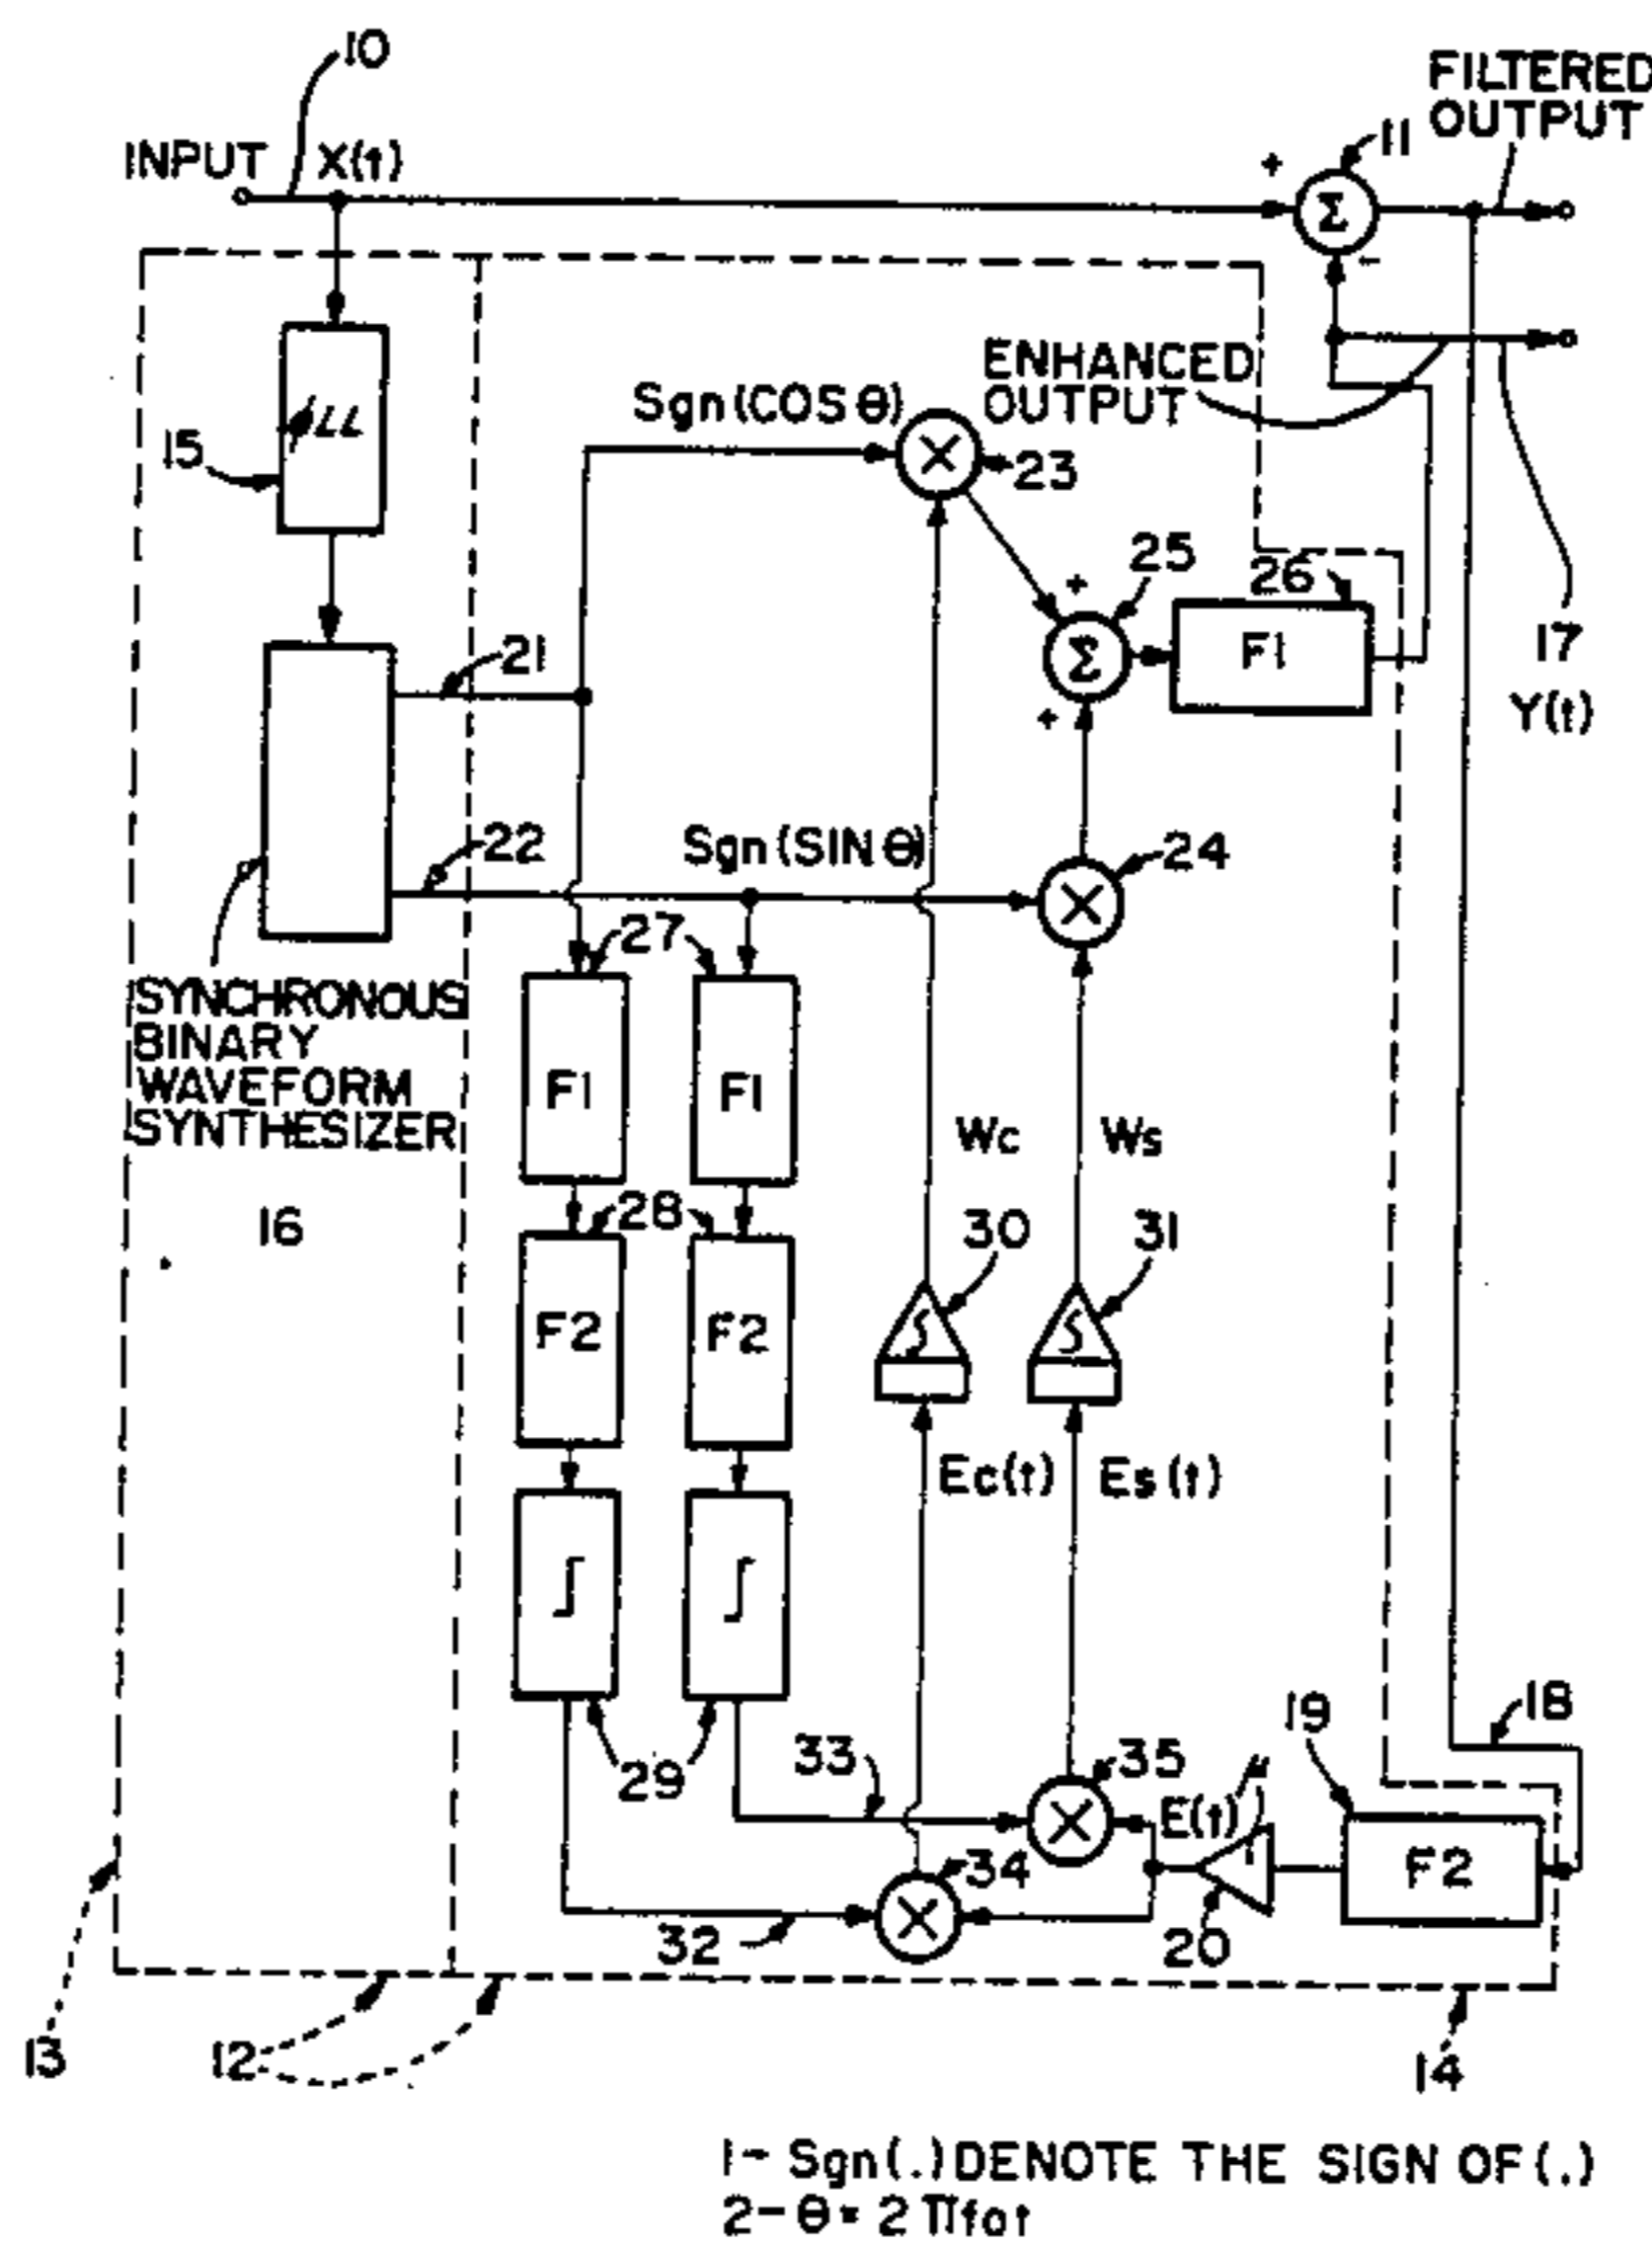 10
FILTERED
OUTPUT
11
INPUT X(t)
+
Σ
-
ENHANCED
OUTPUT
Sgn(COS θ)
15
23
25
+
26
F1
Σ
17
21
+
Y(t)
22
Sgn(SIN θ)
24
27
SYNCHRONOUS
BINARY
WAVEFORM
SYNTHESIZER
F1
F1
Wc
Ws
16
28
30
31
F2
F2
Ec(t)
Es(t)
18
19
33
35
29
E(t)
34
F2
32
20
13
12
14
1- Sgn(.) DENOTE THE SIGN OF (.)
2- θ = 2πfot